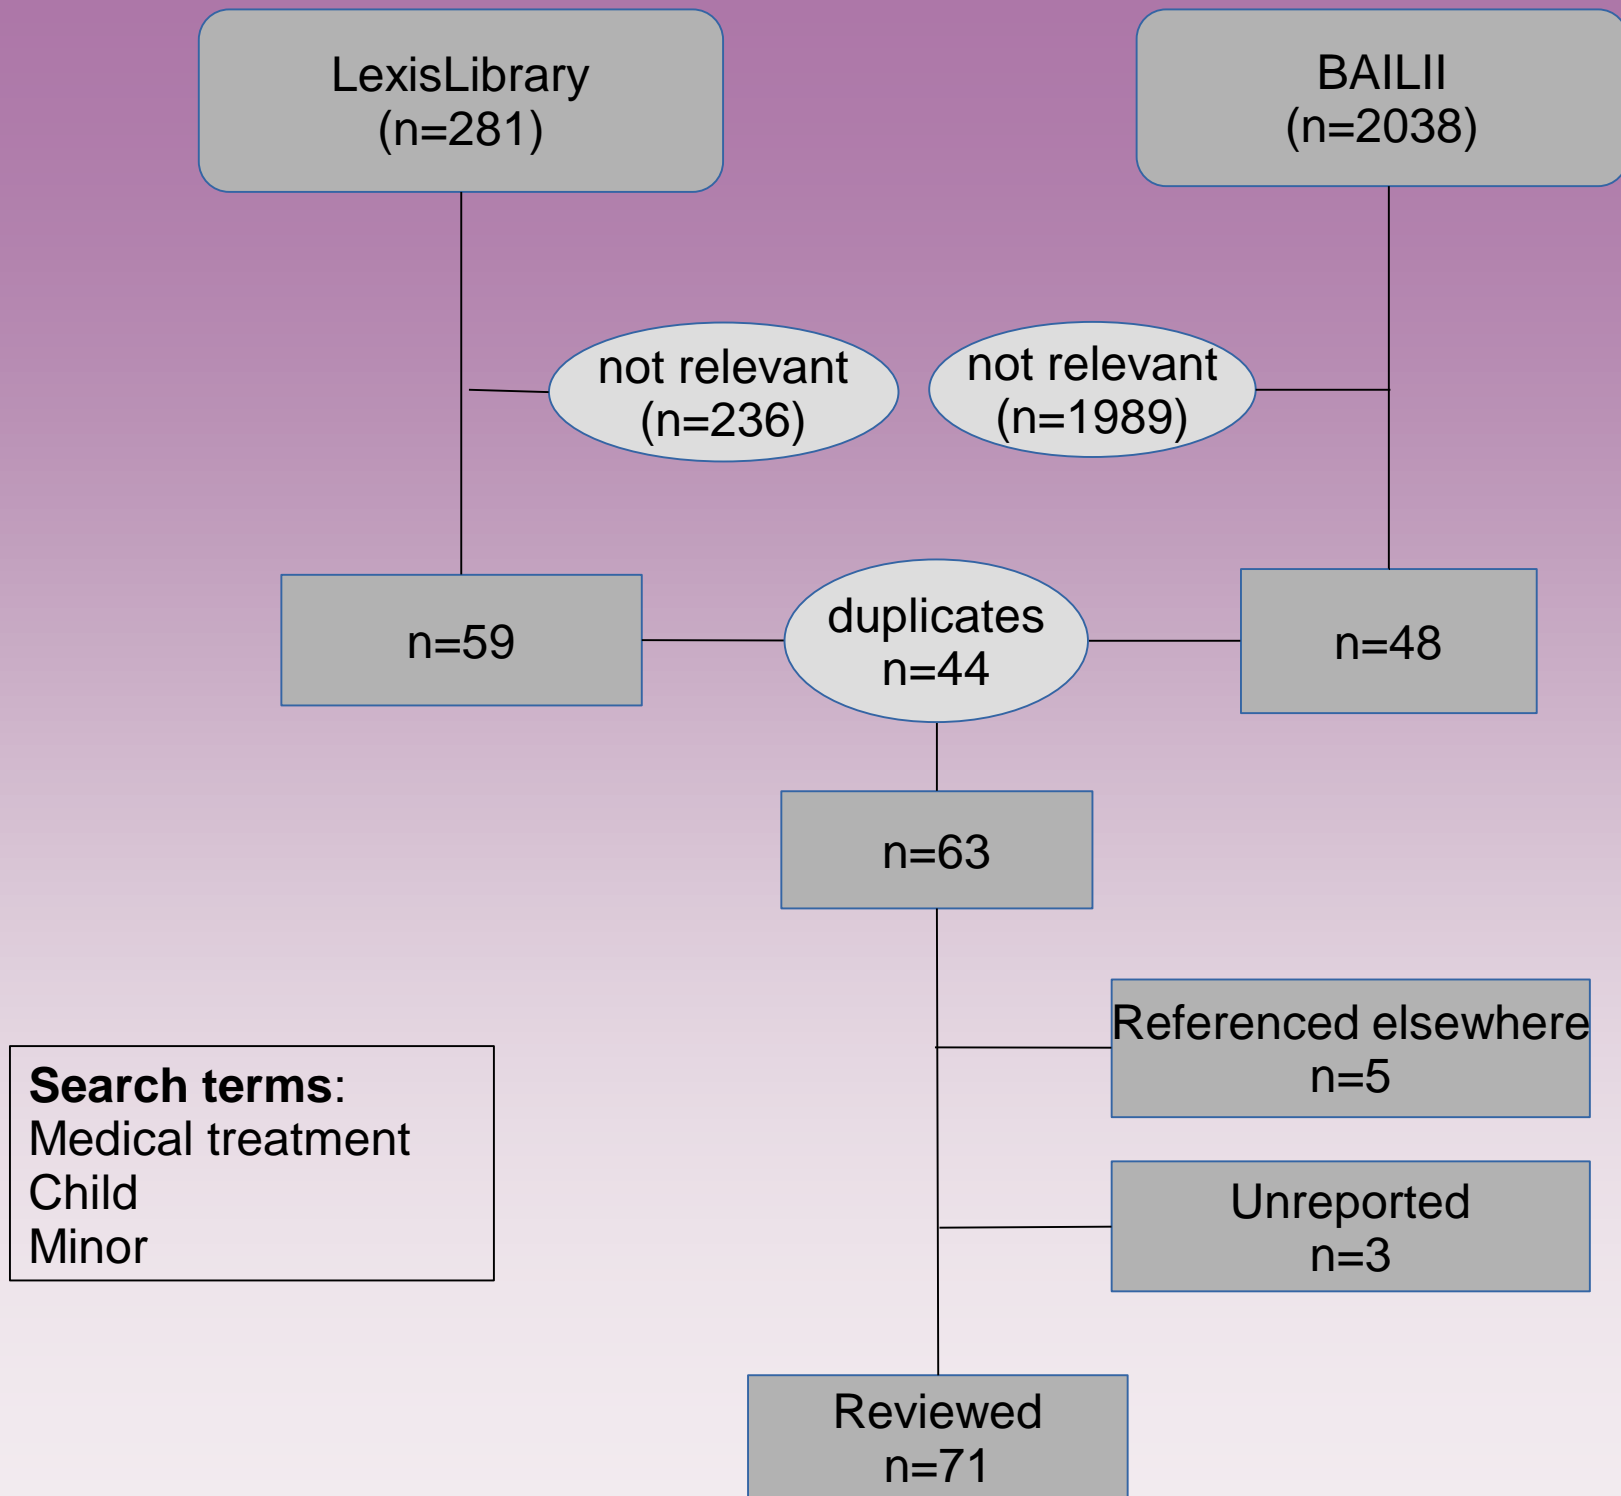 LexisLibrary
(n=281)
BAILII
(n=2038)
not relevant
(n=236)
not relevant
(n=1989)
n=59
duplicates
n=44
n=48
n=63
Referenced elsewhere
n=5
Search terms:
Medical treatment
Child
Minor
Unreported
n=3
Reviewed
n=71